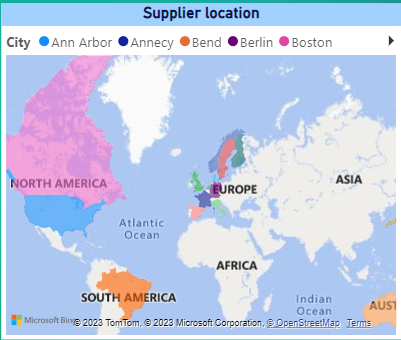 Supplier location
City Ann Arbor Annecy Bend Berlin Boston
NORTH AMERICA
EUROPE
ASIA
Atlantic
Ocean
AFRICA
SOUTH AMERICA
Indian
Ocean
AUST
Microsoft Bing
© 2023 TomTom, © 2023 Microsoft Corporation, © OpenStreetMap Terms